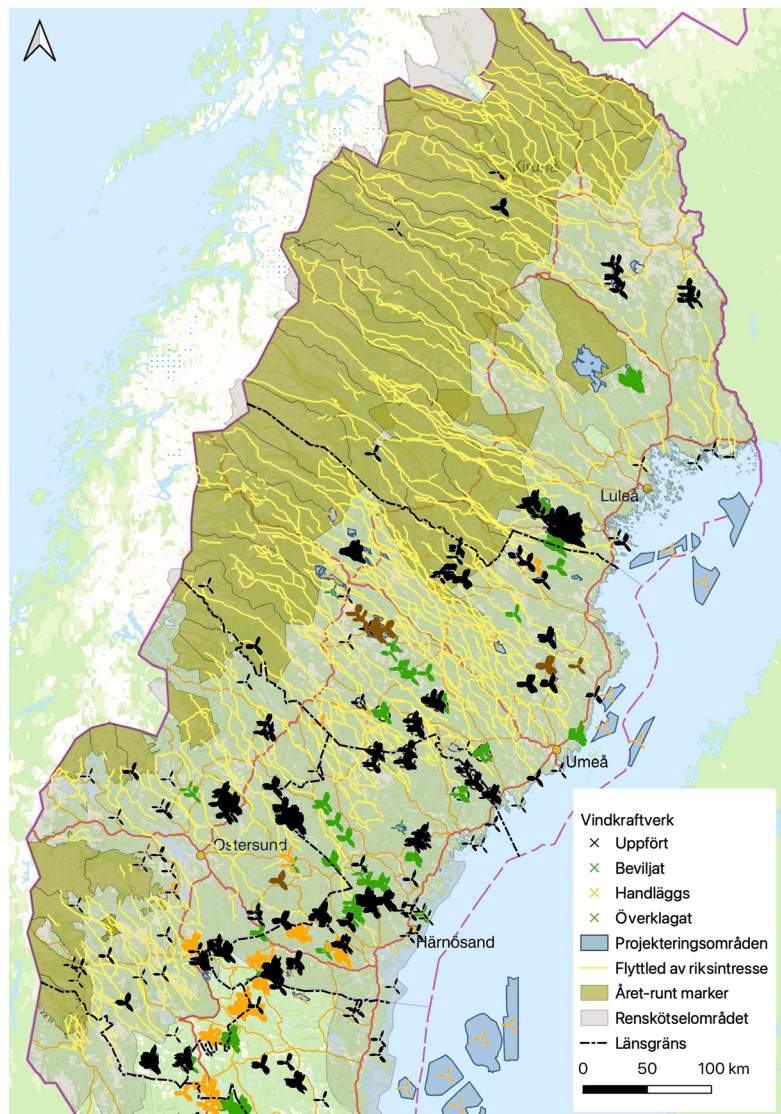 Kiruna
Luleå
Umeå
Östersund
Härnösand
Vindkraftverk
Uppfört
Beviljat
Handläggs
Överklagat
Projekteringsområden
Flyttled av riksintresse
Året-runt marker
Renskötselområdet
Länsgräns
0 50 100 km